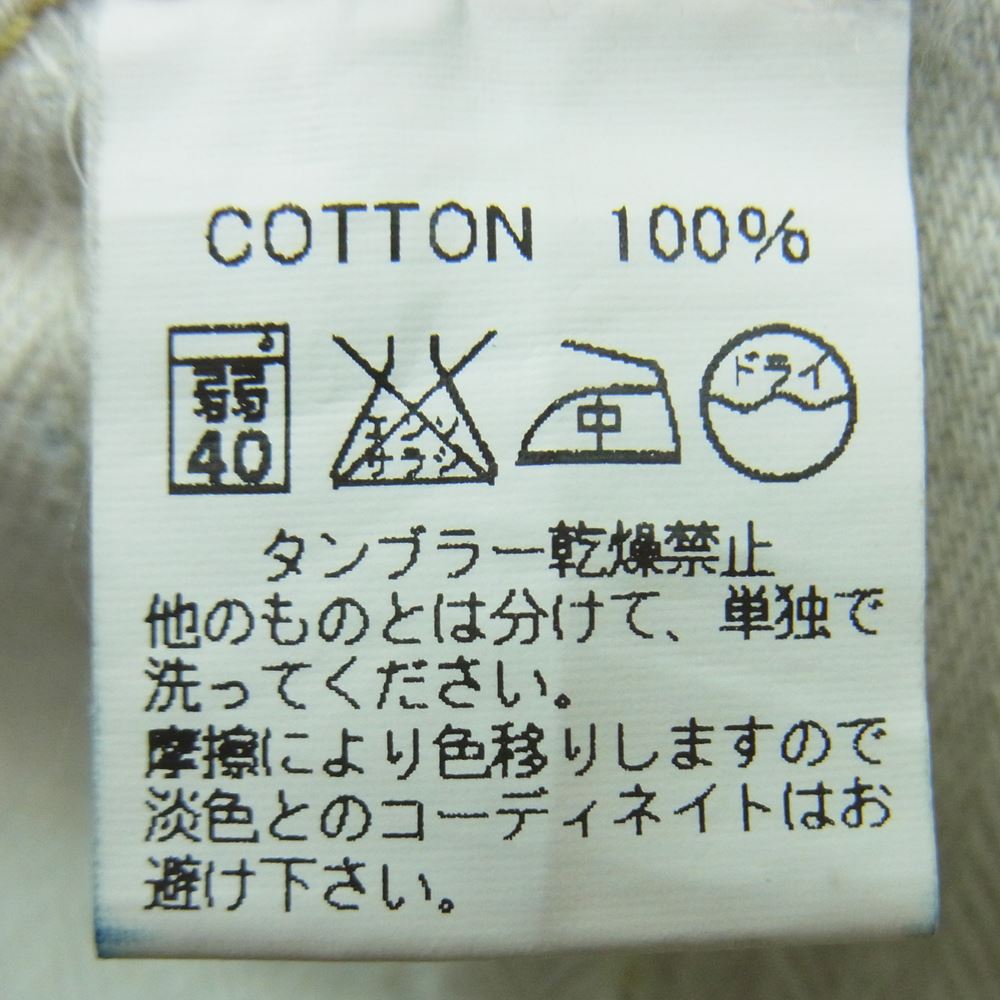 COTTON 100%
弱 40
エンソ サラシ
中
ドライ
タンブラー乾燥禁止
他のものとは分けて、単独で
洗ってください。
摩擦により色移りしますので
淡色とのコーディネイトはお
避け下さい。